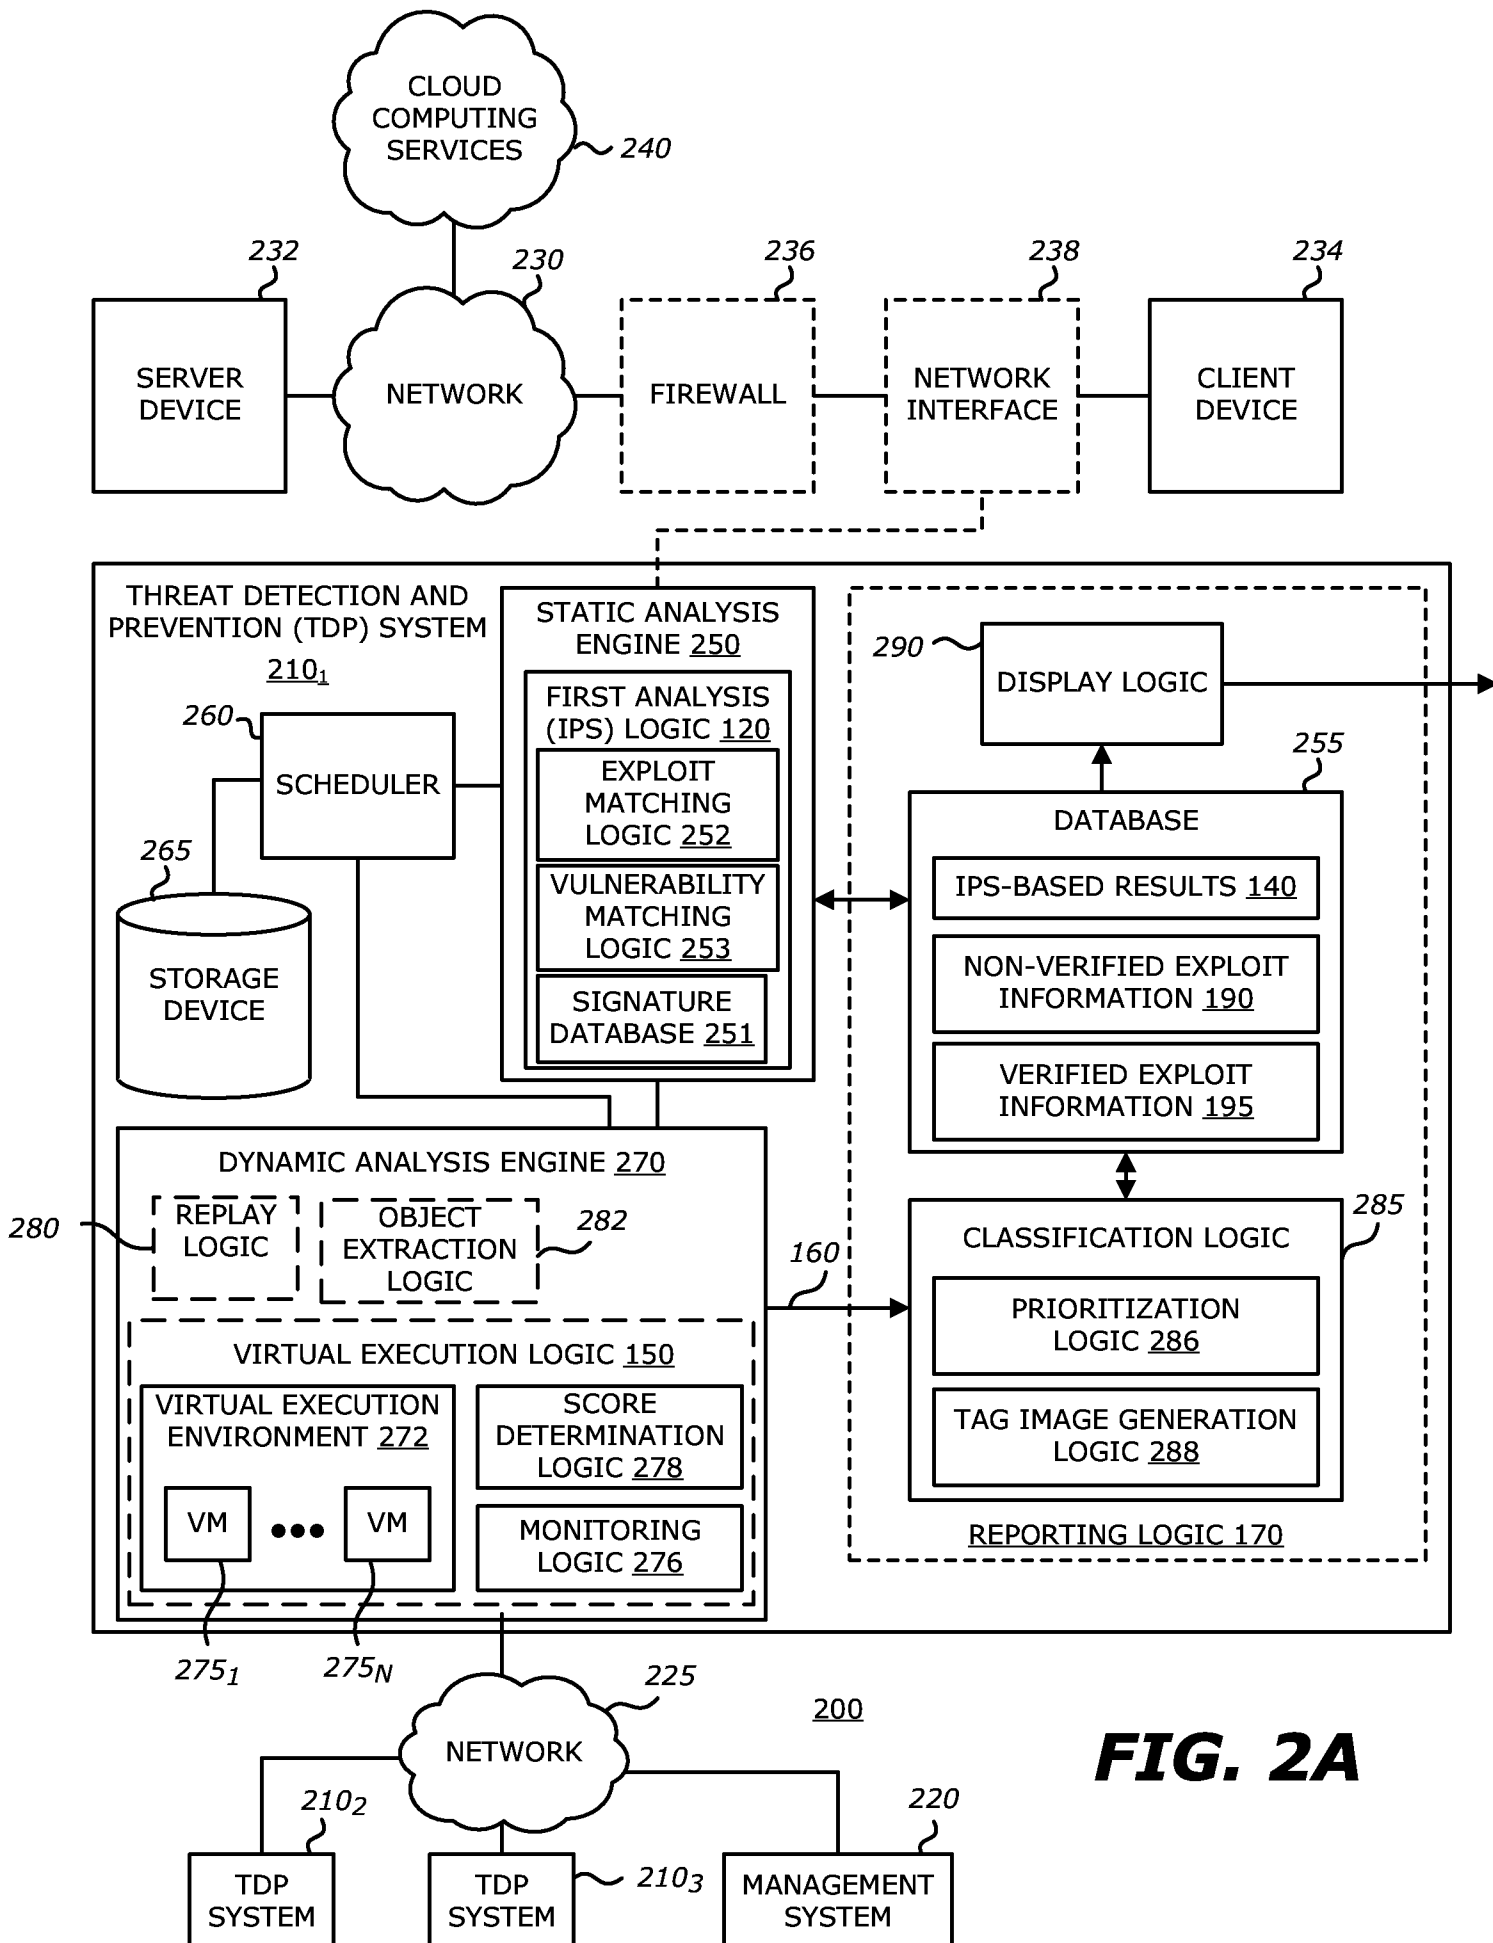 CLOUD
COMPUTING
SERVICES
240
232
230
236
238
234
SERVER
DEVICE
NETWORK
FIREWALL
NETWORK
INTERFACE
CLIENT
DEVICE
THREAT DETECTION AND
PREVENTION (TDP) SYSTEM
210₁
STATIC ANALYSIS
ENGINE 250
FIRST ANALYSIS
(IPS) LOGIC 120
EXPLOIT
MATCHING
LOGIC 252
VULNERABILITY
MATCHING
LOGIC 253
SIGNATURE
DATABASE 251
260
SCHEDULER
265
STORAGE
DEVICE
290
DISPLAY LOGIC
255
DATABASE
IPS-BASED RESULTS 140
NON-VERIFIED EXPLOIT
INFORMATION 190
VERIFIED EXPLOIT
INFORMATION 195
DYNAMIC ANALYSIS ENGINE 270
280
REPLAY
LOGIC
OBJECT
EXTRACTION
LOGIC
282
160
285
CLASSIFICATION LOGIC
PRIORITIZATION
LOGIC 286
TAG IMAGE GENERATION
LOGIC 288
REPORTING LOGIC 170
VIRTUAL EXECUTION LOGIC 150
VIRTUAL EXECUTION
ENVIRONMENT 272
VM
VM
SCORE
DETERMINATION
LOGIC 278
MONITORING
LOGIC 276
275₁
275N
225
NETWORK
200
FIG. 2A
210₂
TDP
SYSTEM
TDP
SYSTEM
210₃
220
MANAGEMENT
SYSTEM